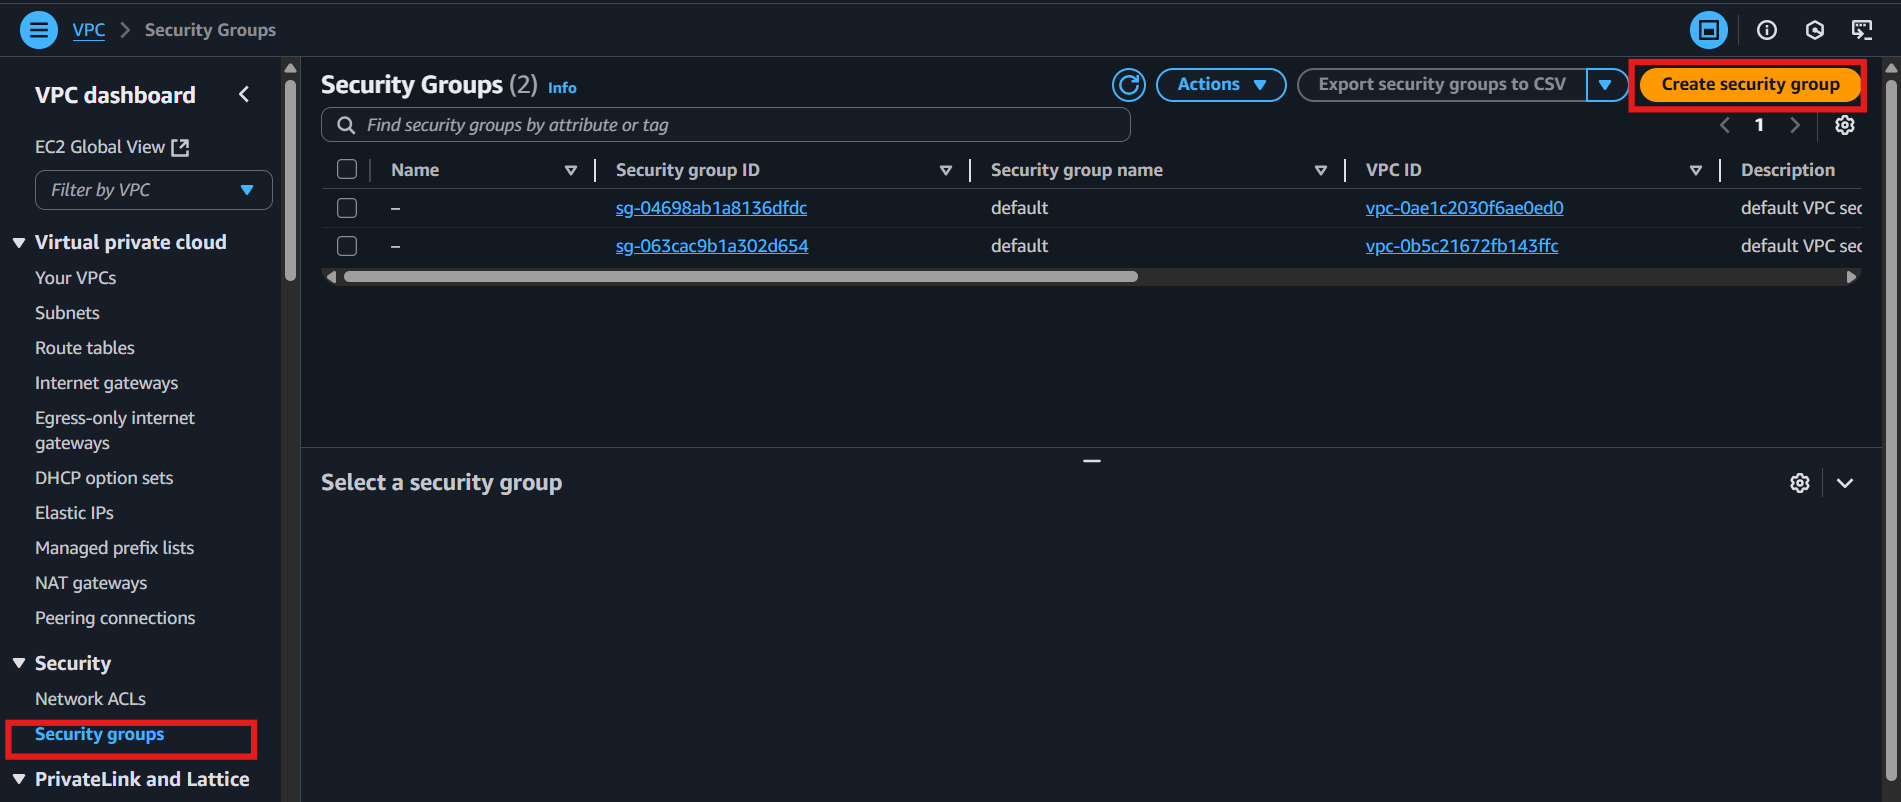 VPC > Security Groups
VPC dashboard
EC2 Global View
Filter by VPC
Virtual private cloud
Your VPCs
Subnets
Route tables
Internet gateways
Egress-only internet
gateways
DHCP option sets
Elastic IPs
Managed prefix lists
NAT gateways
Peering connections
Security
Network ACLs
Security groups
PrivateLink and Lattice
Security Groups (2) Info
Actions
Export security groups to CSV
Create security group
Find security groups by attribute or tag
1
Name Security group ID Security group name VPC ID Description
– sg-04698ab1a8136dfdc default vpc-0ae1c2030f6ae0ed0 default VPC sec
– sg-063cac9b1a302d654 default vpc-0b5c21672fb143ffc default VPC sec
Select a security group